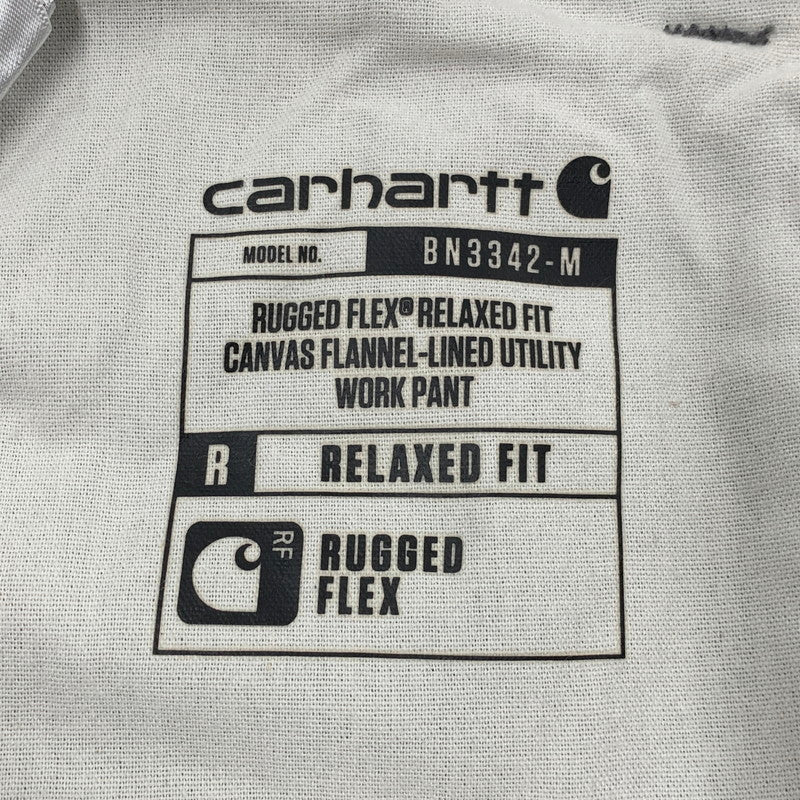 carhartt
MODEL NO. BN3342-M
RUGGED FLEX® RELAXED FIT
CANVAS FLANNEL-LINED UTILITY
WORK PANT
R RELAXED FIT
RF
RUGGED
FLEX